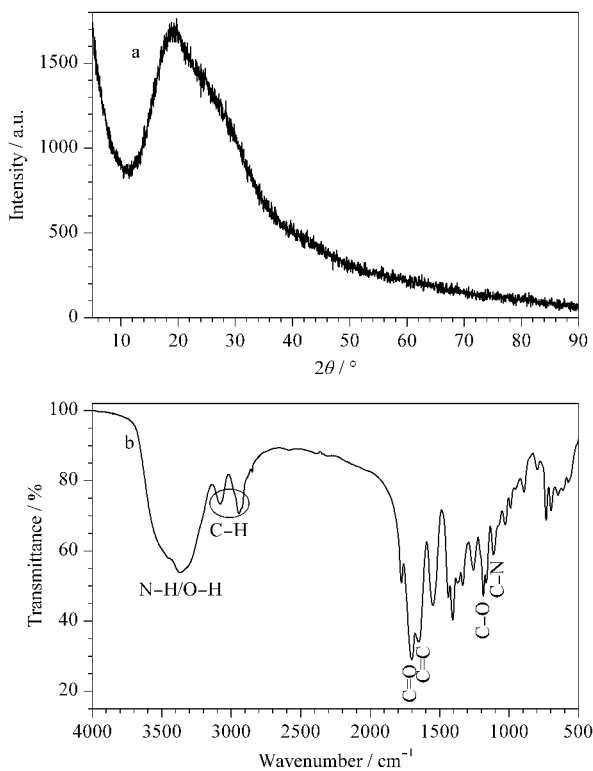 a
1500
1000
500
0
Intensity / a.u.
10 20 30 40 50 60 70 80 90
2θ / °
b
100
80
60
40
20
Transmittance / %
C−H
N−H/O−H
C=O
C=C
C−O
C−N
4000 3500 3000 2500 2000 1500 1000 500
Wavenumber / cm⁻¹